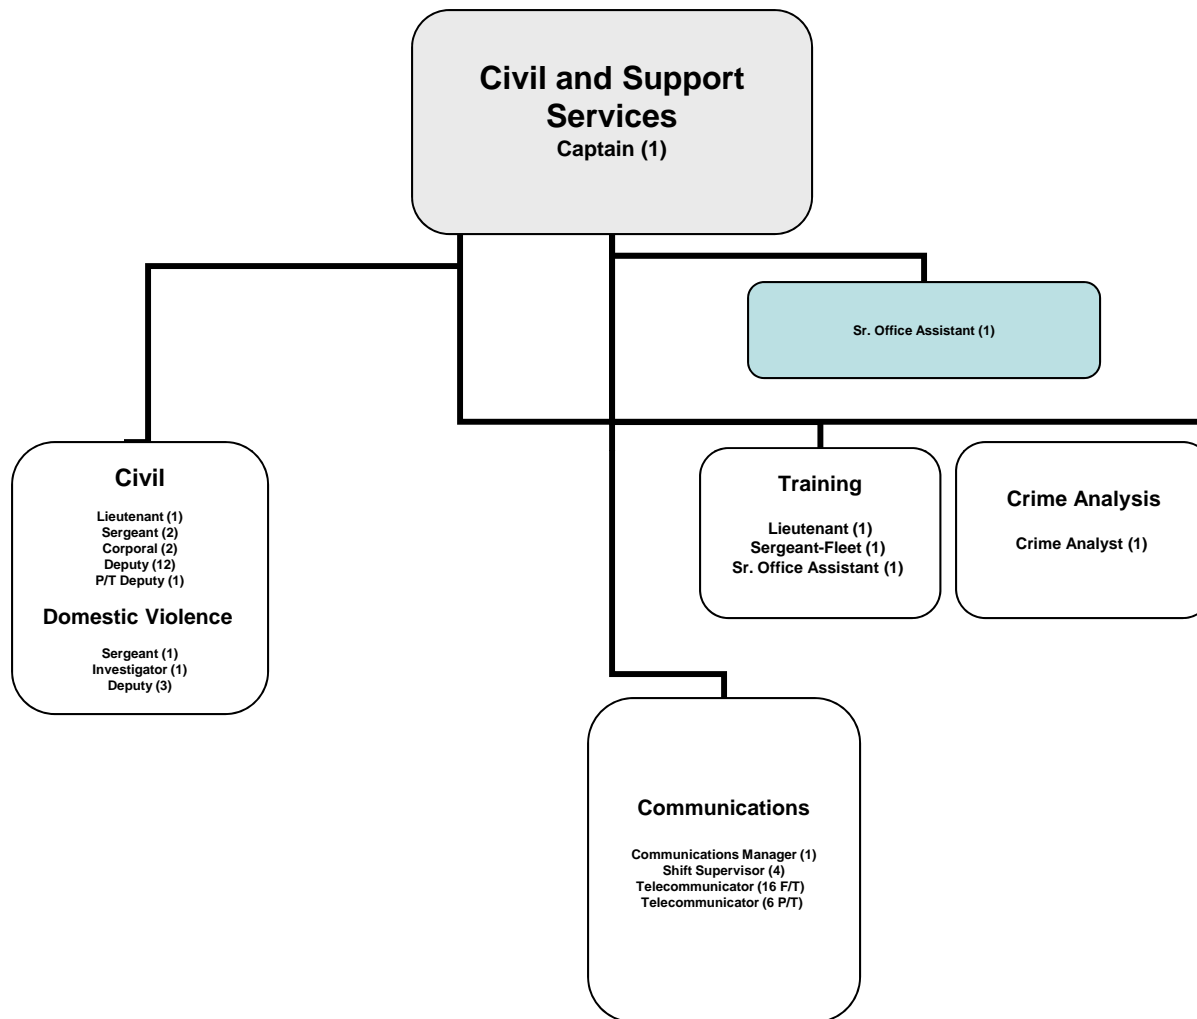 Civil and Support
Services
Captain (1)
Sr. Office Assistant (1)
Civil
Lieutenant (1)
Sergeant (2)
Corporal (2)
Deputy (12)
P/T Deputy (1)
Domestic Violence
Sergeant (1)
Investigator (1)
Deputy (3)
Training
Lieutenant (1)
Sergeant-Fleet (1)
Sr. Office Assistant (1)
Crime Analysis
Crime Analyst (1)
Communications
Communications Manager (1)
Shift Supervisor (4)
Telecommunicator (16 F/T)
Telecommunicator (6 P/T)